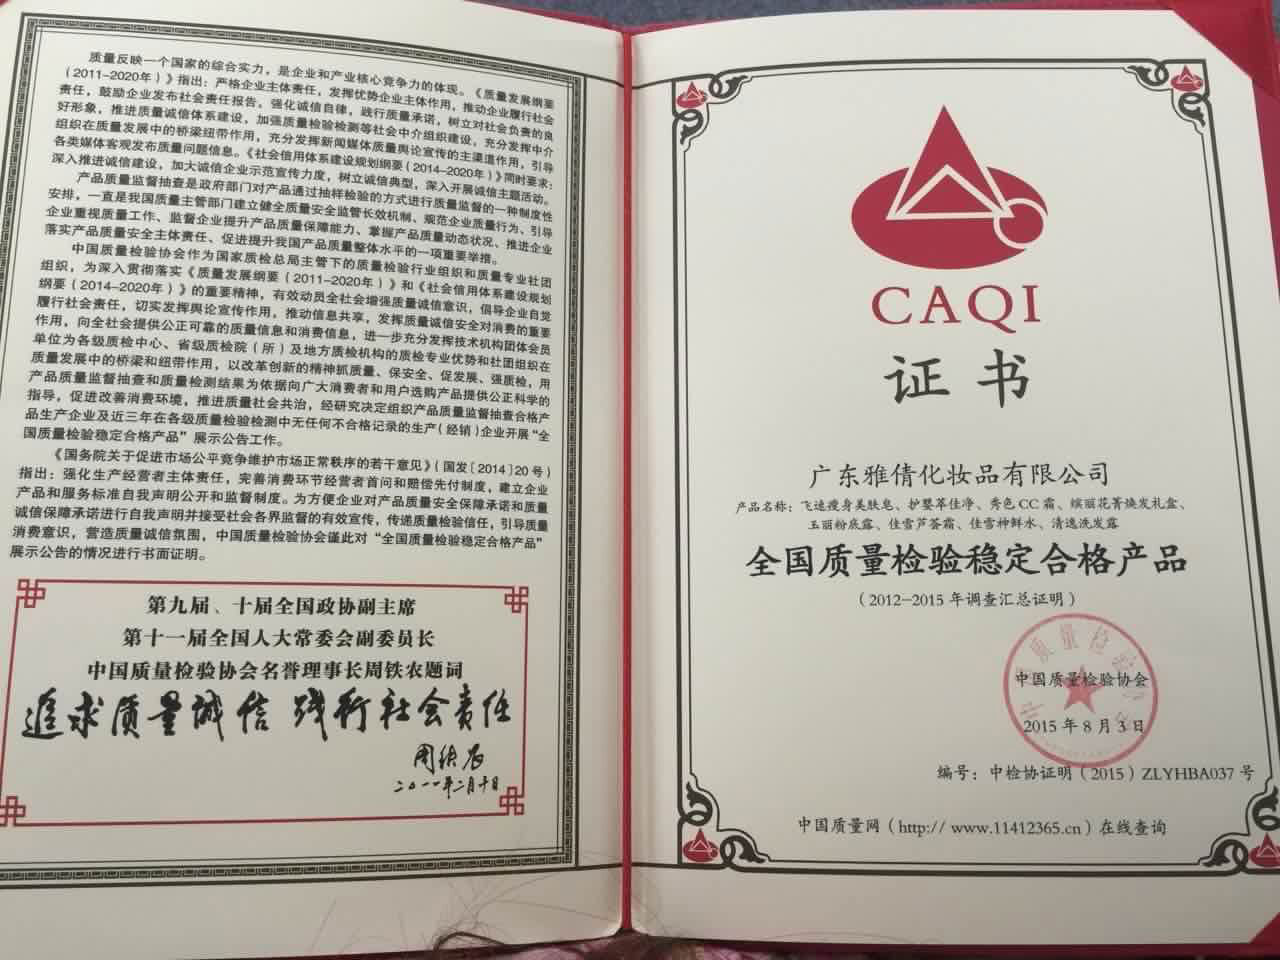 质量反映一个国家的综合实力，是企业和产业核心竞争力的体现。《质量发展纲要
（2011-2020年）》指出：严格企业主体责任，发挥优势企业主体作用，推动企业履行社会
责任，鼓励企业发布社会责任报告，强化诚信自律，践行质量承诺，树立对社会负责的良
好形象，推进质量诚信体系建设，加强质量检验检测等社会中介组织建设，充分发挥中介
组织在质量发展中的桥梁纽带作用，充分发挥新闻媒体质量舆论宣传的主渠道作用，引导
各类媒体客观发布质量问题信息。《社会信用体系建设规划纲要（2014-2020年）》同时要求：
深入推进诚信建设，加大诚信企业示范宣传力度，树立诚信典型，深入开展诚信主题活动。
产品质量监督抽查是政府部门对产品通过抽样检验的方式进行质量监督的一种制度性
安排，一直是我国质量主管部门建立健全质量安全监管长效机制、规范企业质量行为、引导
企业重视质量工作、监督企业提升产品质量保障能力、掌握产品质量动态状况、推进企业
落实产品质量安全主体责任、促进提升我国产品质量整体水平的一项重要举措。
中国质量检验协会作为国家质检总局主管下的质量检验行业组织和质量专业社团
组织，为深入贯彻落实《质量发展纲要（2011-2020年）》和《社会信用体系建设规划
纲要（2014-2020年）》的重要精神，有效动员全社会增强质量诚信意识，倡导企业自觉
履行社会责任，切实发挥舆论宣传作用，推动信息共享，发挥质量诚信安全对消费的重要
作用，向全社会提供公正可靠的质量信息和消费信息，进一步充分发挥技术机构团体会员
单位为各级质检中心、省级质检院（所）及地方质检机构的质检专业优势和社团组织在
质量发展中的桥梁和纽带作用，以改革创新的精神抓质量、保安全、促发展、强质检，用
产品质量监督抽查和质量检测结果为依据向广大消费者和用户选购产品提供公正科学的
指导，促进改善消费环境，推进质量社会共治，经研究决定组织产品质量监督抽查合格产
品生产企业及近三年在各级质量检验检测中无任何不合格记录的生产（经销）企业开展“全
国质量检验稳定合格产品”展示公告工作。
《国务院关于促进市场公平竞争维护市场正常秩序的若干意见》（国发〔2014〕20号）
指出：强化生产经营者主体责任，完善消费环节经营者首问和赔偿先付制度，建立企业
产品和服务标准自我声明公开和监督制度。为方便企业对产品质量安全保障承诺和质量
诚信保障承诺进行自我声明并接受社会各界监督的有效宣传，传递质量检验信任，引导质量
消费意识，营造质量诚信氛围，中国质量检验协会谨此对“全国质量检验稳定合格产品”
展示公告的情况进行书面证明。
第九届、十届全国政协副主席
第十一届全国人大常委会副委员长
中国质量检验协会名誉理事长周铁农题词
追求质量诚信 践行社会责任
周铁农
二〇一一年二月十日
CAQI
证书
广东雅倩化妆品有限公司
产品名称：飞速瘦身美肤皂、护婴萃佳净、秀色CC霜、缤丽花菁焕发礼盒、
玉丽粉底露、佳雪芦荟霜、佳雪神鲜水、清逸洗发露
全国质量检验稳定合格产品
（2012-2015年调查汇总证明）
中国质量检验协会
2015年8月3日
编号：中检协证明（2015）ZLYHBA037号
中国质量网（http:// www.11412365.cn）在线查询